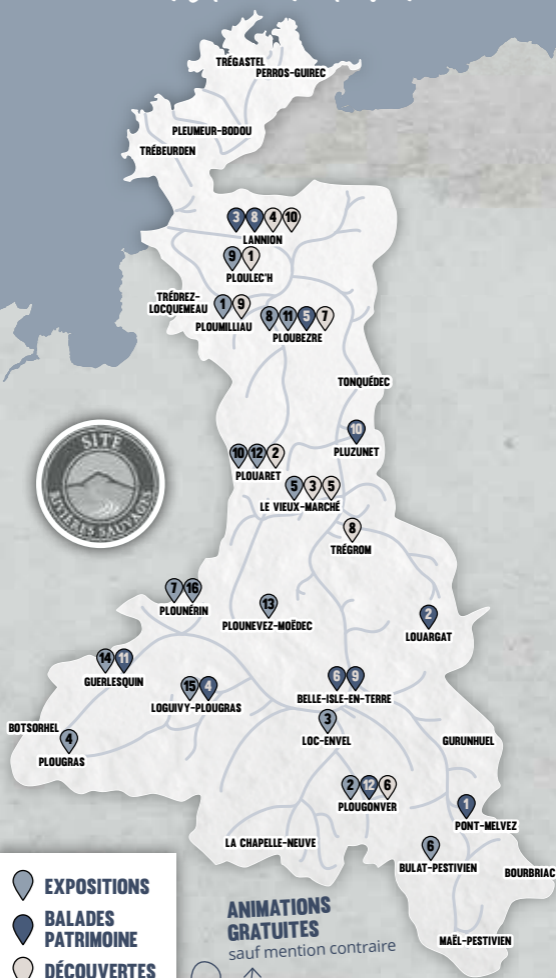 TRÉGASTEL
PERROS-GUIREC
PLEUMEUR-BODOU
TRÉBEURDEN
3 8 4 10
LANNION
9 1
PLOULEC'H
TRÉDREZ-
LOCQUEMEAU
1 9
PLOUMILLIAU
8 11 5 7
PLOUBEZRE
TONQUÉDEC
10
PLUZUNET
SITE
RIVIÈRES SAUVAGES
10 12 2
PLOUARET
5 3 5
LE VIEUX-MARCHÉ
8
TRÉGROM
7 16
PLOUNÉRIN
13
PLOUNEVEZ-MOËDEC
2
LOUARGAT
14 11
GUERLESQUIN
15 4
LOGUIVY-PLOUGRAS
6 9
BELLE-ISLE-EN-TERRE
3
LOC-ENVEL
BOTSORHEL
4
PLOUGRAS
GURUNHUEL
2 12 6
PLOUGONVER
1
PONT-MELVEZ
LA CHAPELLE-NEUVE
6
BULAT-PESTIVIEN
BOURBRIAC
MAËL-PESTIVIEN
EXPOSITIONS
BALADES
PATRIMOINE
DÉCOUVERTES
ANIMATIONS
GRATUITES
sauf mention contraire